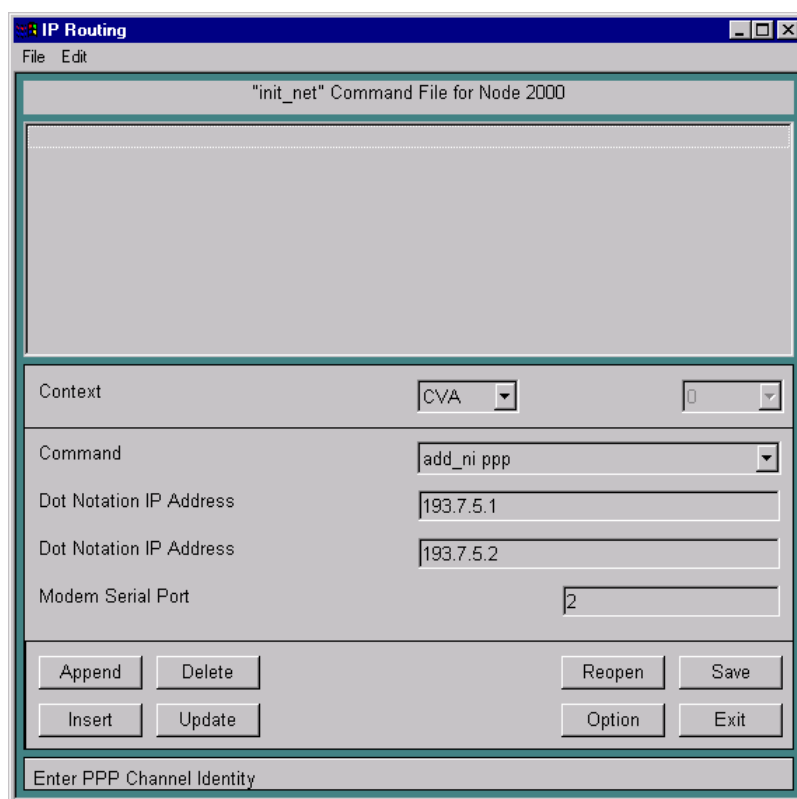 IP Routing
File Edit
"init_net" Command File for Node 2000
Context CVA 0
Command add_ni ppp
Dot Notation IP Address 193.7.5.1
Dot Notation IP Address 193.7.5.2
Modem Serial Port 2
Append Delete Reopen Save
Insert Update Option Exit
Enter PPP Channel Identity